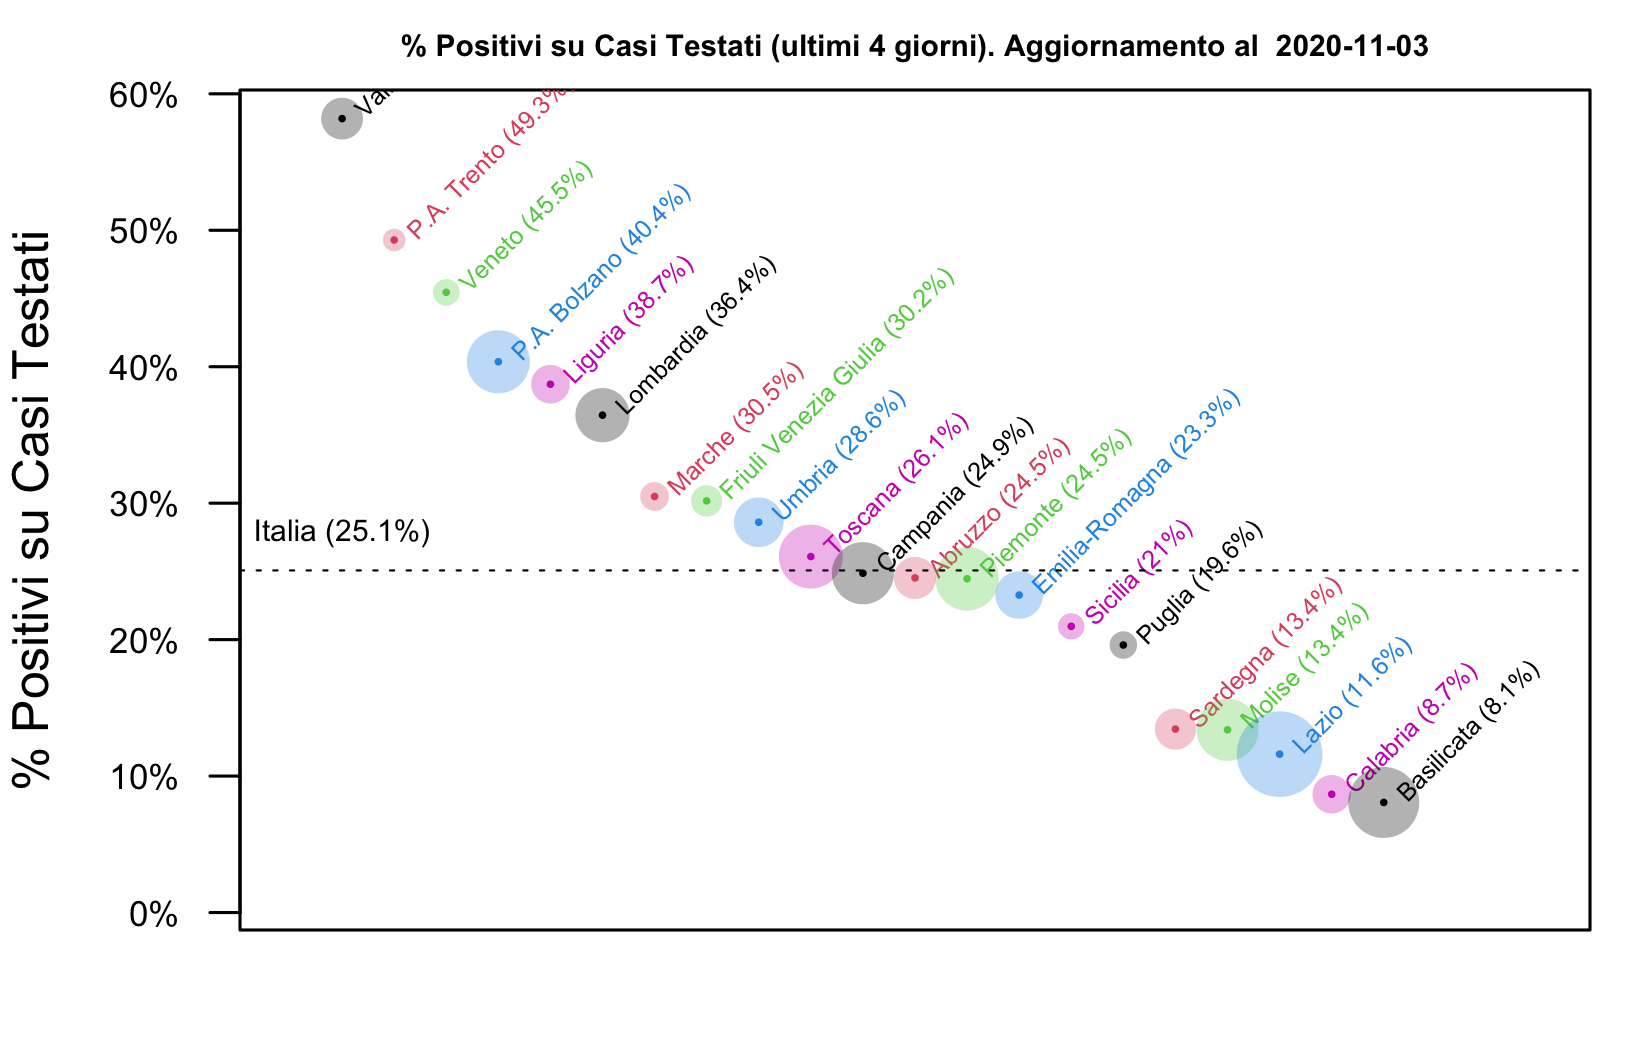 % Positivi su Casi Testati (ultimi 4 giorni). Aggiornamento al 2020-11-03
% Positivi su Casi Testati
60%
50%
40%
30%
20%
10%
0%
Italia (25.1%)
P.A. Trento (49.3%
Veneto (45.5%)
P.A. Bolzano (40.4%)
Liguria (38.7%)
Lombardia (36.4%)
Marche (30.5%)
Friuli Venezia Giulia (30.2%)
Umbria (28.6%)
Toscana (26.1%)
Campania (24.9%)
Abruzzo (24.5%)
Piemonte (24.5%)
Emilia-Romagna (23.3%)
Sicilia (21%)
Puglia (19.6%)
Sardegna (13.4%)
Molise (13.4%)
Lazio (11.6%)
Calabria (8.7%)
Basilicata (8.1%)